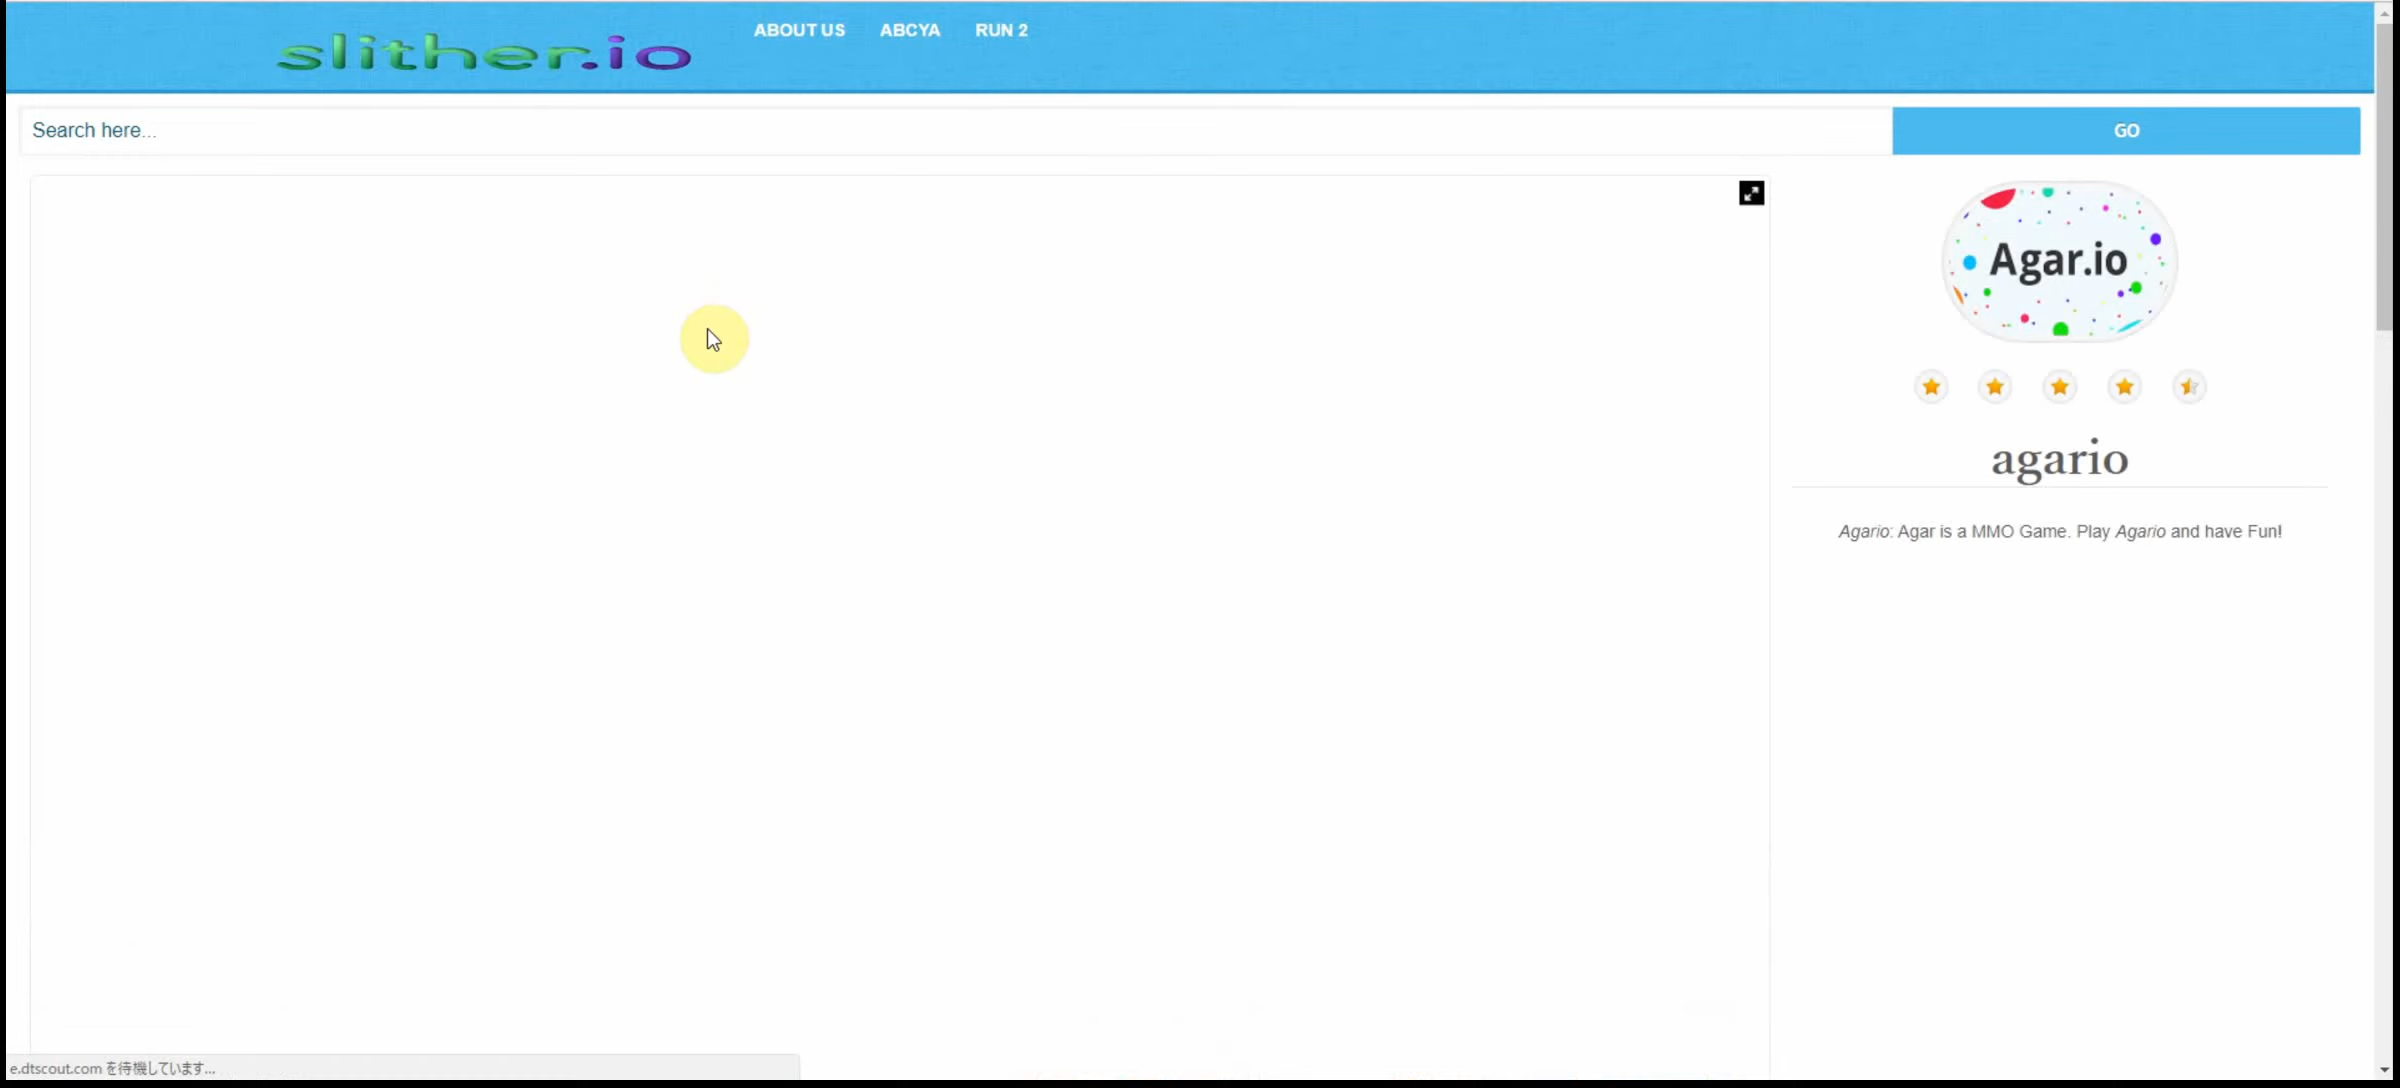 slither.io
ABOUT US
ABCYA
RUN 2
Search here...
GO
Agar.io
agario
Agario: Agar is a MMO Game. Play Agario and have Fun!
e.dtscout.com を待機しています...